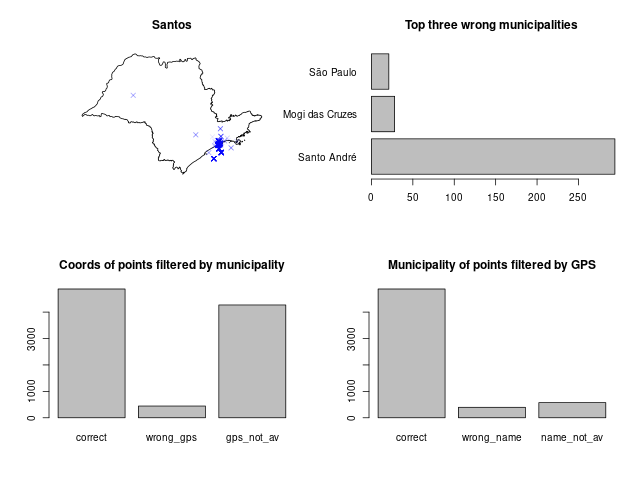 Santos
Top three wrong municipalities
São Paulo
Mogi das Cruzes
Santo André
0 50 100 150 200 250
Coords of points filtered by municipality
0 1000 3000
correct wrong_gps gps_not_av
Municipality of points filtered by GPS
0 1000 3000
correct wrong_name name_not_av